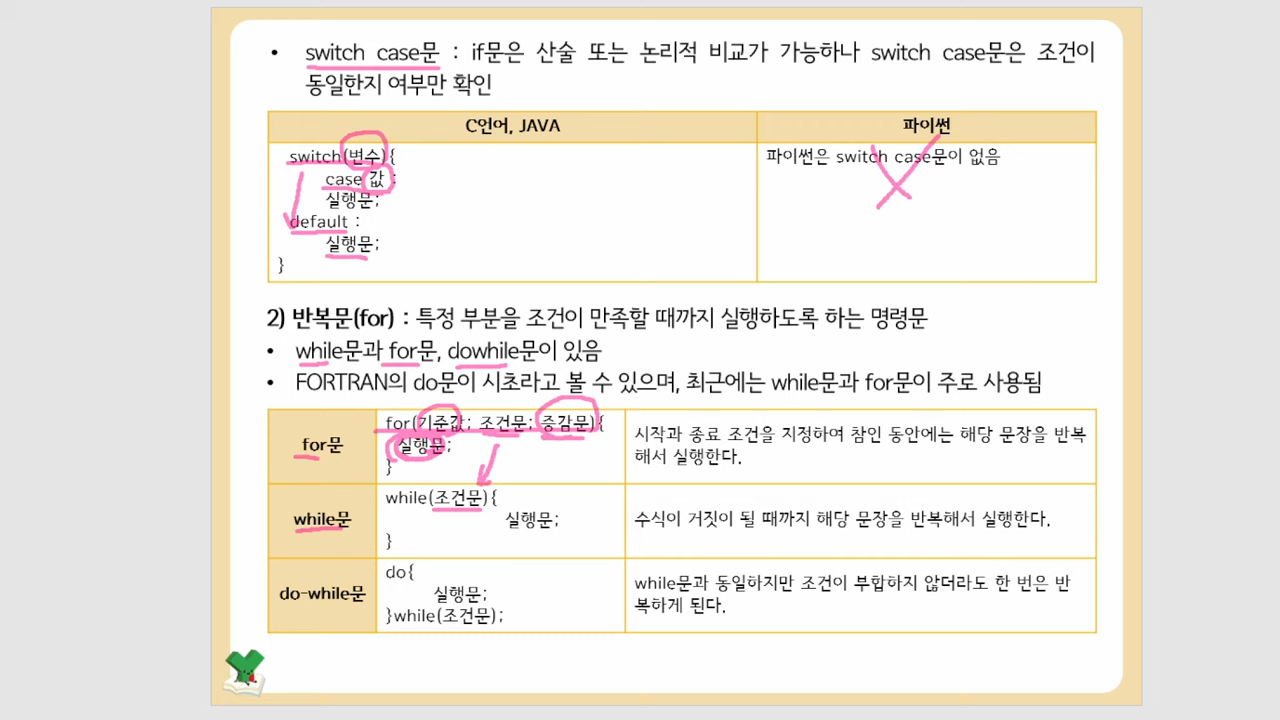 • switch case문 : if문은 산술 또는 논리적 비교가 가능하나 switch case문은 조건이
동일한지 여부만 확인
C언어, JAVA
파이썬
switch(변수){
case 값 :
실행문;
default :
실행문;
}
파이썬은 switch case문이 없음
2) 반복문(for) : 특정 부분을 조건이 만족할 때까지 실행하도록 하는 명령문
• while문과 for문, dowhile문이 있음
• FORTRAN의 do문이 시초라고 볼 수 있으며, 최근에는 while문과 for문이 주로 사용됨
for문
for(기준값; 조건문; 증감문){
실행문;
}
시작과 종료 조건을 지정하여 참인 동안에는 해당 문장을 반복
해서 실행한다.
while문
while(조건문){
실행문;
}
수식이 거짓이 될 때까지 해당 문장을 반복해서 실행한다.
do-while문
do{
실행문;
}while(조건문);
while문과 동일하지만 조건이 부합하지 않더라도 한 번은 반
복하게 된다.